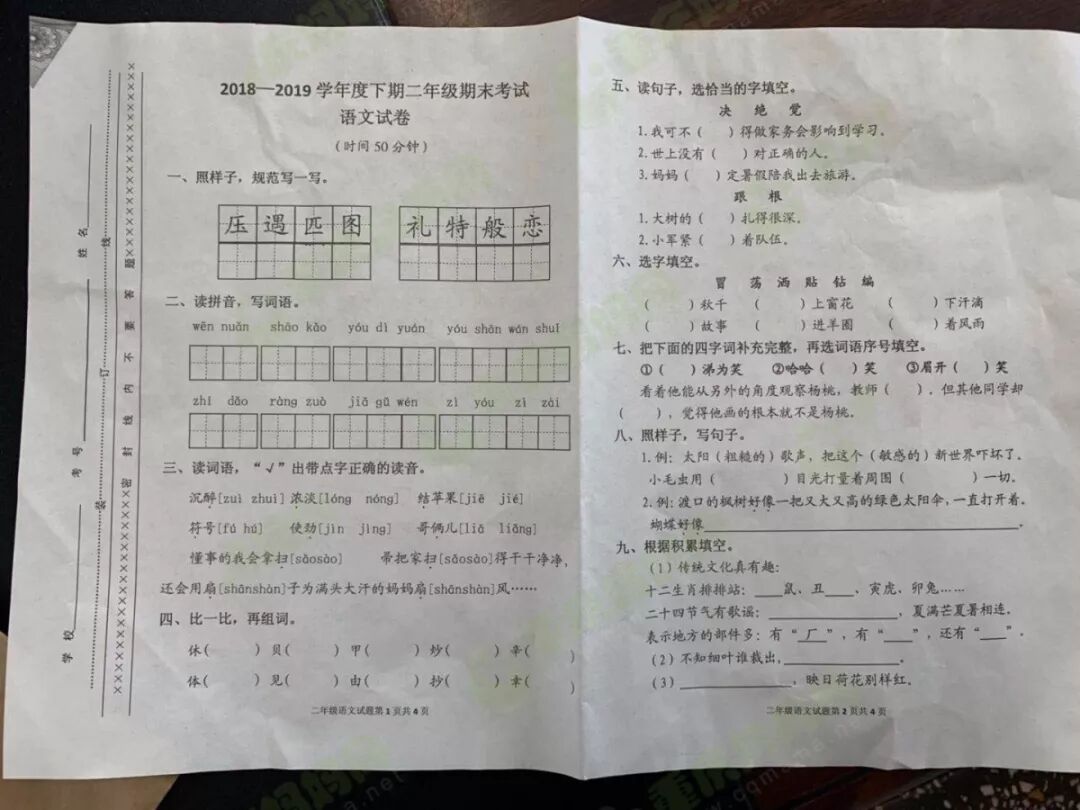 2018—2019 学年度下期二年级期末考试
语文试卷
(时间 50 分钟)
一、照样子，规范写一写。
压 遇 匹 图 礼 特 般 恋
二、读拼音，写词语。
wēn nuǎn shāo kǎo yóu dì yuán yóu shān wán shuǐ
zhí dǎo ràng zuò jiǎ gǔ wén zì yóu zì zài
三、读词语，“√”出带点字正确的读音。
沉醉[zuì zhuì] 浓淡[lóng nóng] 结苹果[jiē jié]
符号[fú hú] 使劲[jìn jìng] 哥俩儿[liǎ liǎng]
懂事的我会拿扫[sǎosào] 帚把家扫[sǎosào]得干干净净，
还会用扇[shānshàn]子为满头大汗的妈妈扇[shānshàn]风……
四、比一比，再组词。
休( ) 贝( ) 甲( ) 炒( ) 辛( )
体( ) 见( ) 由( ) 抄( ) 幸( )
二年级语文试题第 1 页共 4 页
五、读句子，选恰当的字填空。
决 绝 觉
1.我可不（ ）得做家务会影响到学习。
2.世上没有（ ）对正确的人。
3.妈妈（ ）定暑假陪我出去旅游。
跟 根
1.大树的（ ）扎得很深。
2.小军紧（ ）着队伍。
六、选字填空。
冒 荡 洒 贴 钻 编
（ ）秋千 （ ）上窗花 （ ）下汗滴
（ ）故事 （ ）进羊圈 （ ）着风雨
七、把下面的四字词补充完整，再选词语序号填空。
①（ ）涕为笑 ②哈哈（ ）笑 ③眉开（ ）笑
看着他能从另外的角度观察杨桃，教师（ ）．但其他同学却
（ ），觉得他画的根本就不是杨桃。
八、照样子，写句子。
1.例：太阳（粗糙的）歌声，把这个（敏感的）新世界吓坏了。
小毛虫用（ ）目光打量着周围（ ）一切。
2.例：渡口的枫树好像一把又大又高的绿色太阳伞，一直打开着。
蝴蝶好像____。
九、根据积累填空。
(1) 传统文化真有趣：
十二生肖排排站：____鼠、丑____、寅虎、卯兔……
二十四节气有歌谣：____，夏满芒夏暑相连。
表示地方的部件多：有“厂”，有“____”，还有“____”．
(2) 不知细叶谁裁出，____。
(3) ____，映日荷花别样红。
二年级语文试题第 2 页共 4 页
学校 考号 姓名
装 订 线
密 封 线 内 不 要 答 题